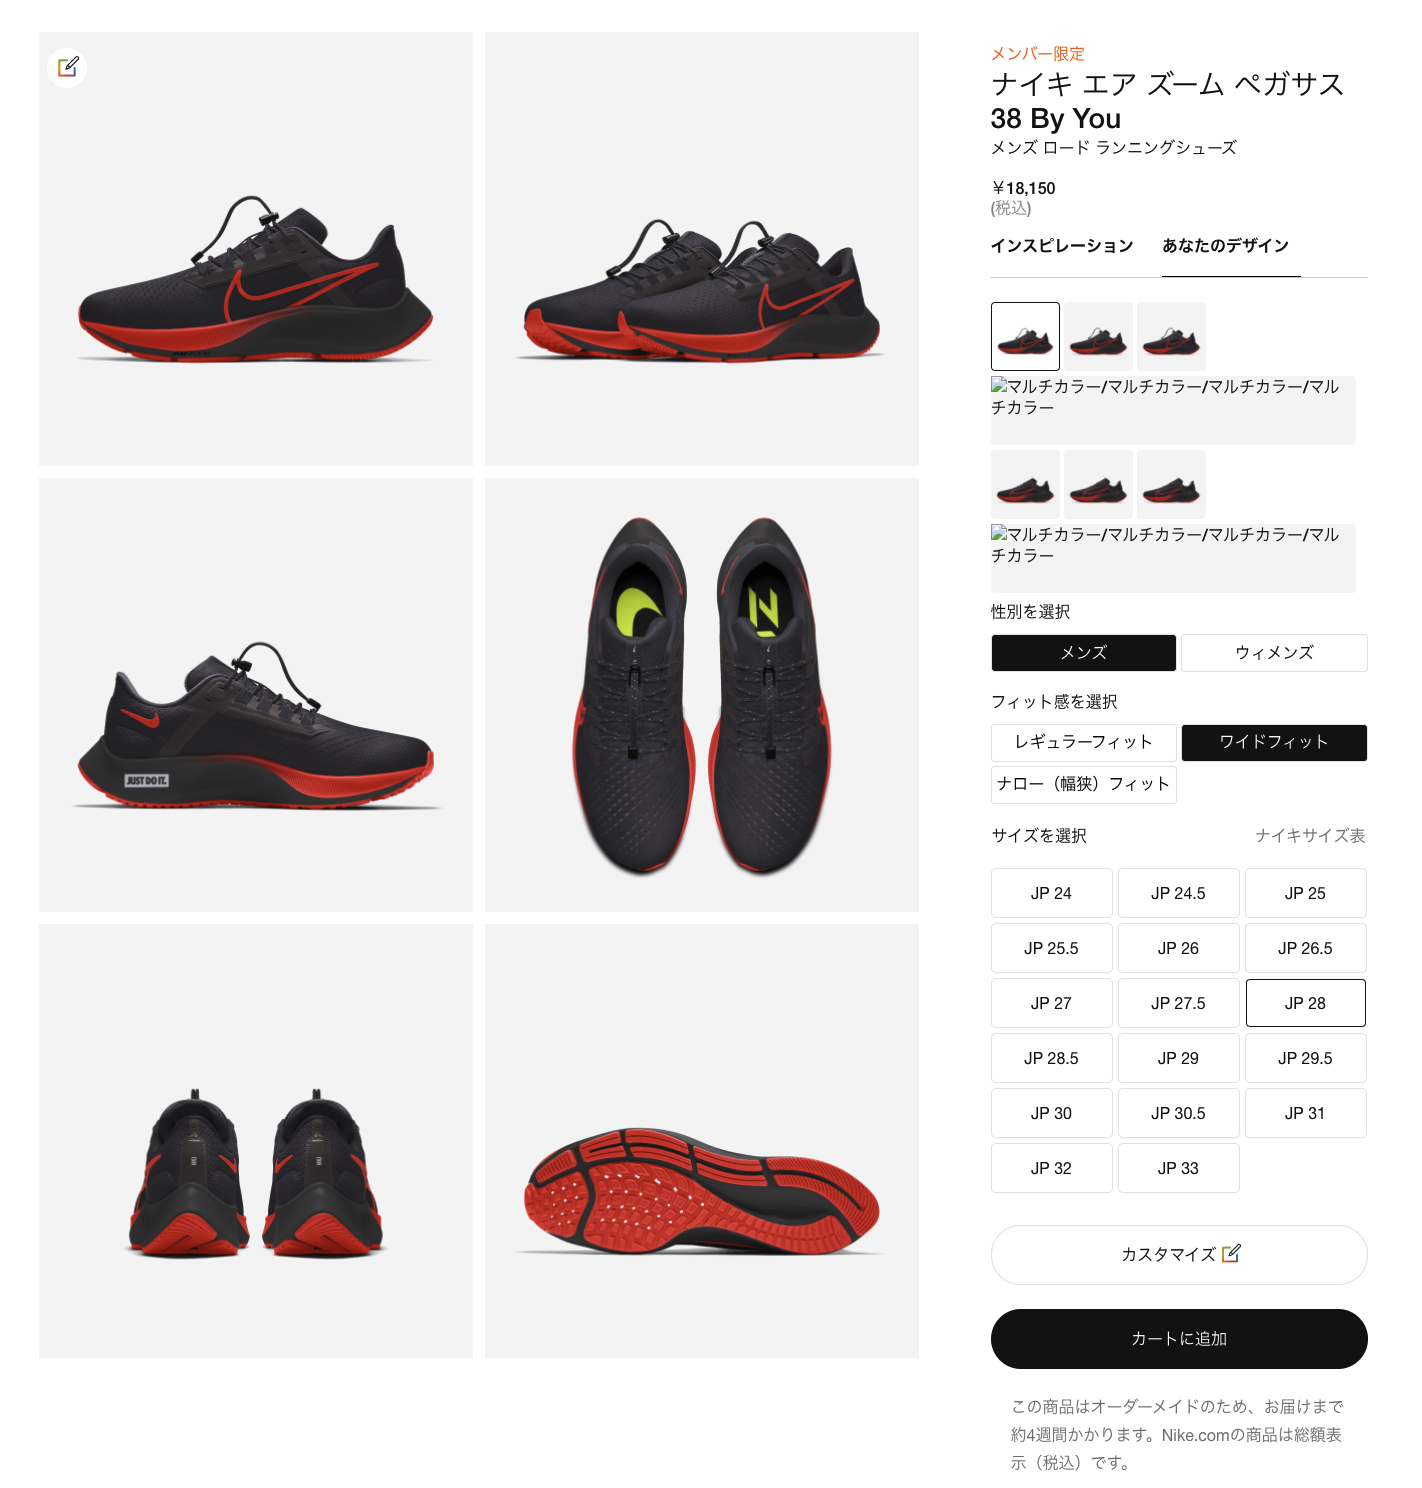 メンバー限定
ナイキ エア ズーム ペガサス
38 By You
メンズ ロード ランニングシューズ
￥18,150
(税込)
インスピレーション あなたのデザイン
マルチカラー/マルチカラー/マルチカラー/マル
チカラー
マルチカラー/マルチカラー/マルチカラー/マル
チカラー
性別を選択
メンズ ウィメンズ
フィット感を選択
レギュラーフィット ワイドフィット
ナロー（幅狭）フィット
サイズを選択 ナイキサイズ表
JP 24 JP 24.5 JP 25
JP 25.5 JP 26 JP 26.5
JP 27 JP 27.5 JP 28
JP 28.5 JP 29 JP 29.5
JP 30 JP 30.5 JP 31
JP 32 JP 33
カスタマイズ
カートに追加
この商品はオーダーメイドのため、お届けまで
約4週間かかります。Nike.comの商品は総額表
示（税込）です。
JUST DO IT.